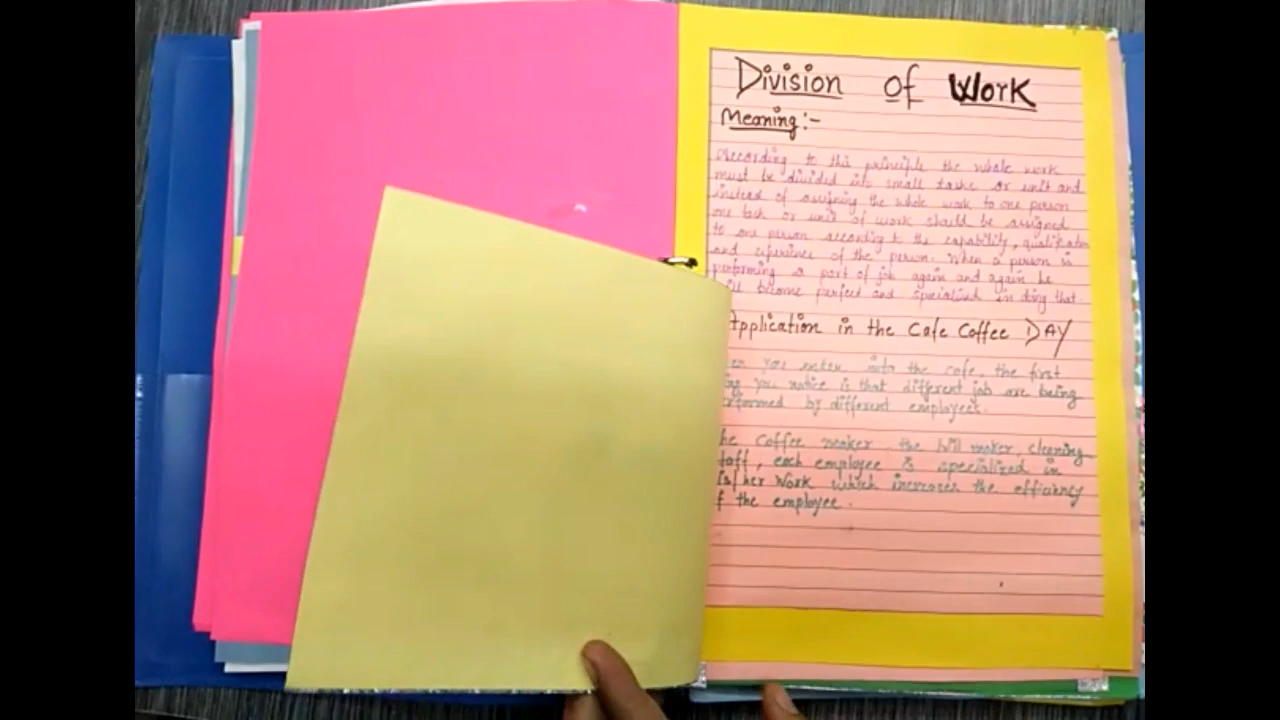 Division of Work
Meaning :-
According to this principle the whole work
must be divided into small tasks or unit and
instead of assigning the whole work to one person
one task or unit of work should be assigned
to one person according to the capability, qualification
and experience of the person. When a person is
performing a part of job again and again he
will become perfect and specialised in doing that
Application in the Cafe Coffee DAY
you into the cafe, the first
you notice is that different job are being
performed by different employees.
he Coffee maker, the bill maker, cleaning
taff, each employee is specialized in
is/her Work which increases the efficiency
f the employee.